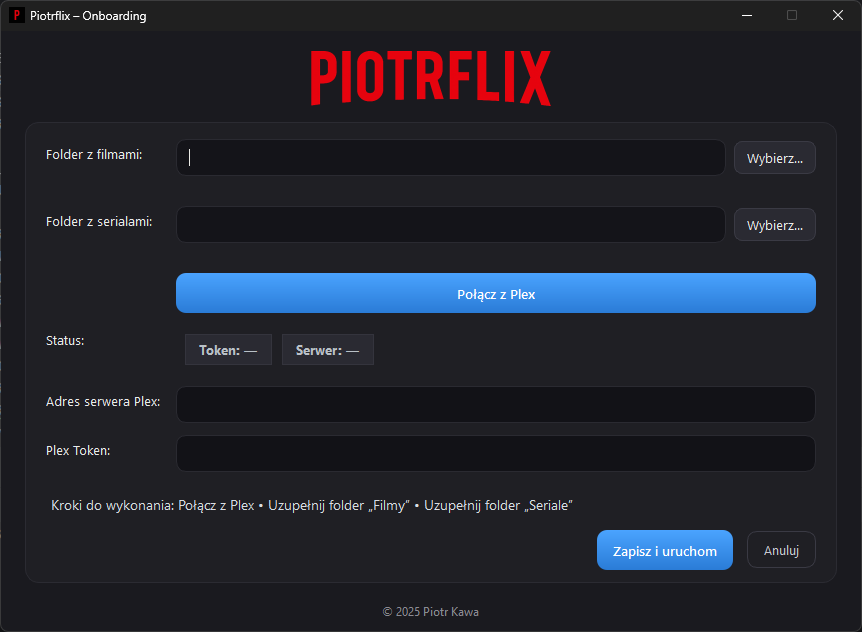 P Piotrflix – Onboarding
PIOTRFLIX
Folder z filmami:
Wybierz...
Folder z serialami:
Wybierz...
Połącz z Plex
Status:
Token: — Serwer: —
Adres serwera Plex:
Plex Token:
Kroki do wykonania: Połącz z Plex • Uzupełnij folder „Filmy” • Uzupełnij folder „Seriale”
Zapisz i uruchom Anuluj
© 2025 Piotr Kawa